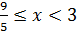 9/5 ≤ x < 3